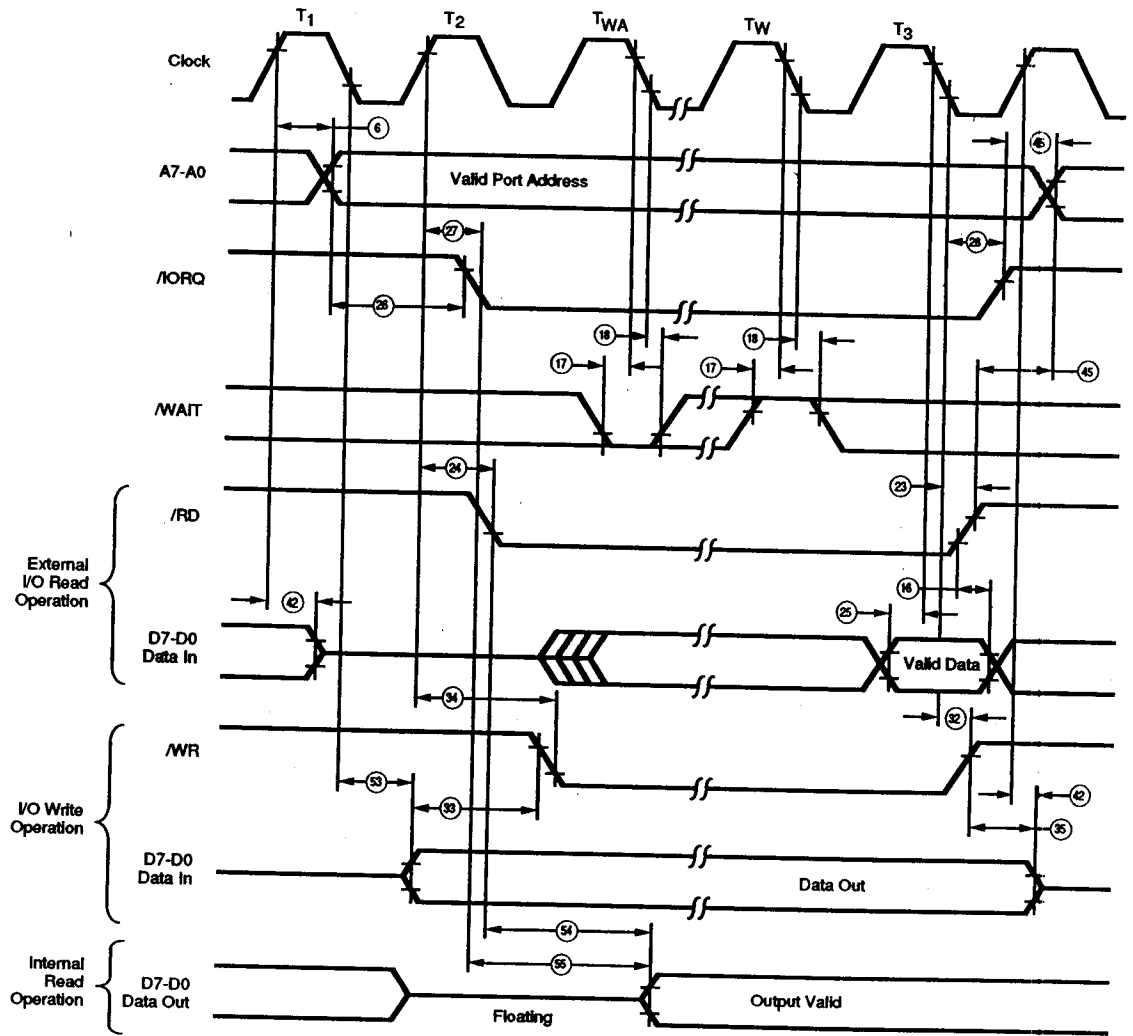 T1 T2 TWA TW T3
Clock
6
45
A7-A0
Valid Port Address
27
28
/IORQ
26
18
18
17
17
45
/WAIT
24
23
/RD
External
I/O Read
Operation
16
42
25
D7-D0
Data In
Valid Data
34
32
/WR
53
33
42
35
I/O Write
Operation
D7-D0
Data In
Data Out
54
55
Internal
Read
Operation
D7-D0
Data Out
Floating
Output Valid